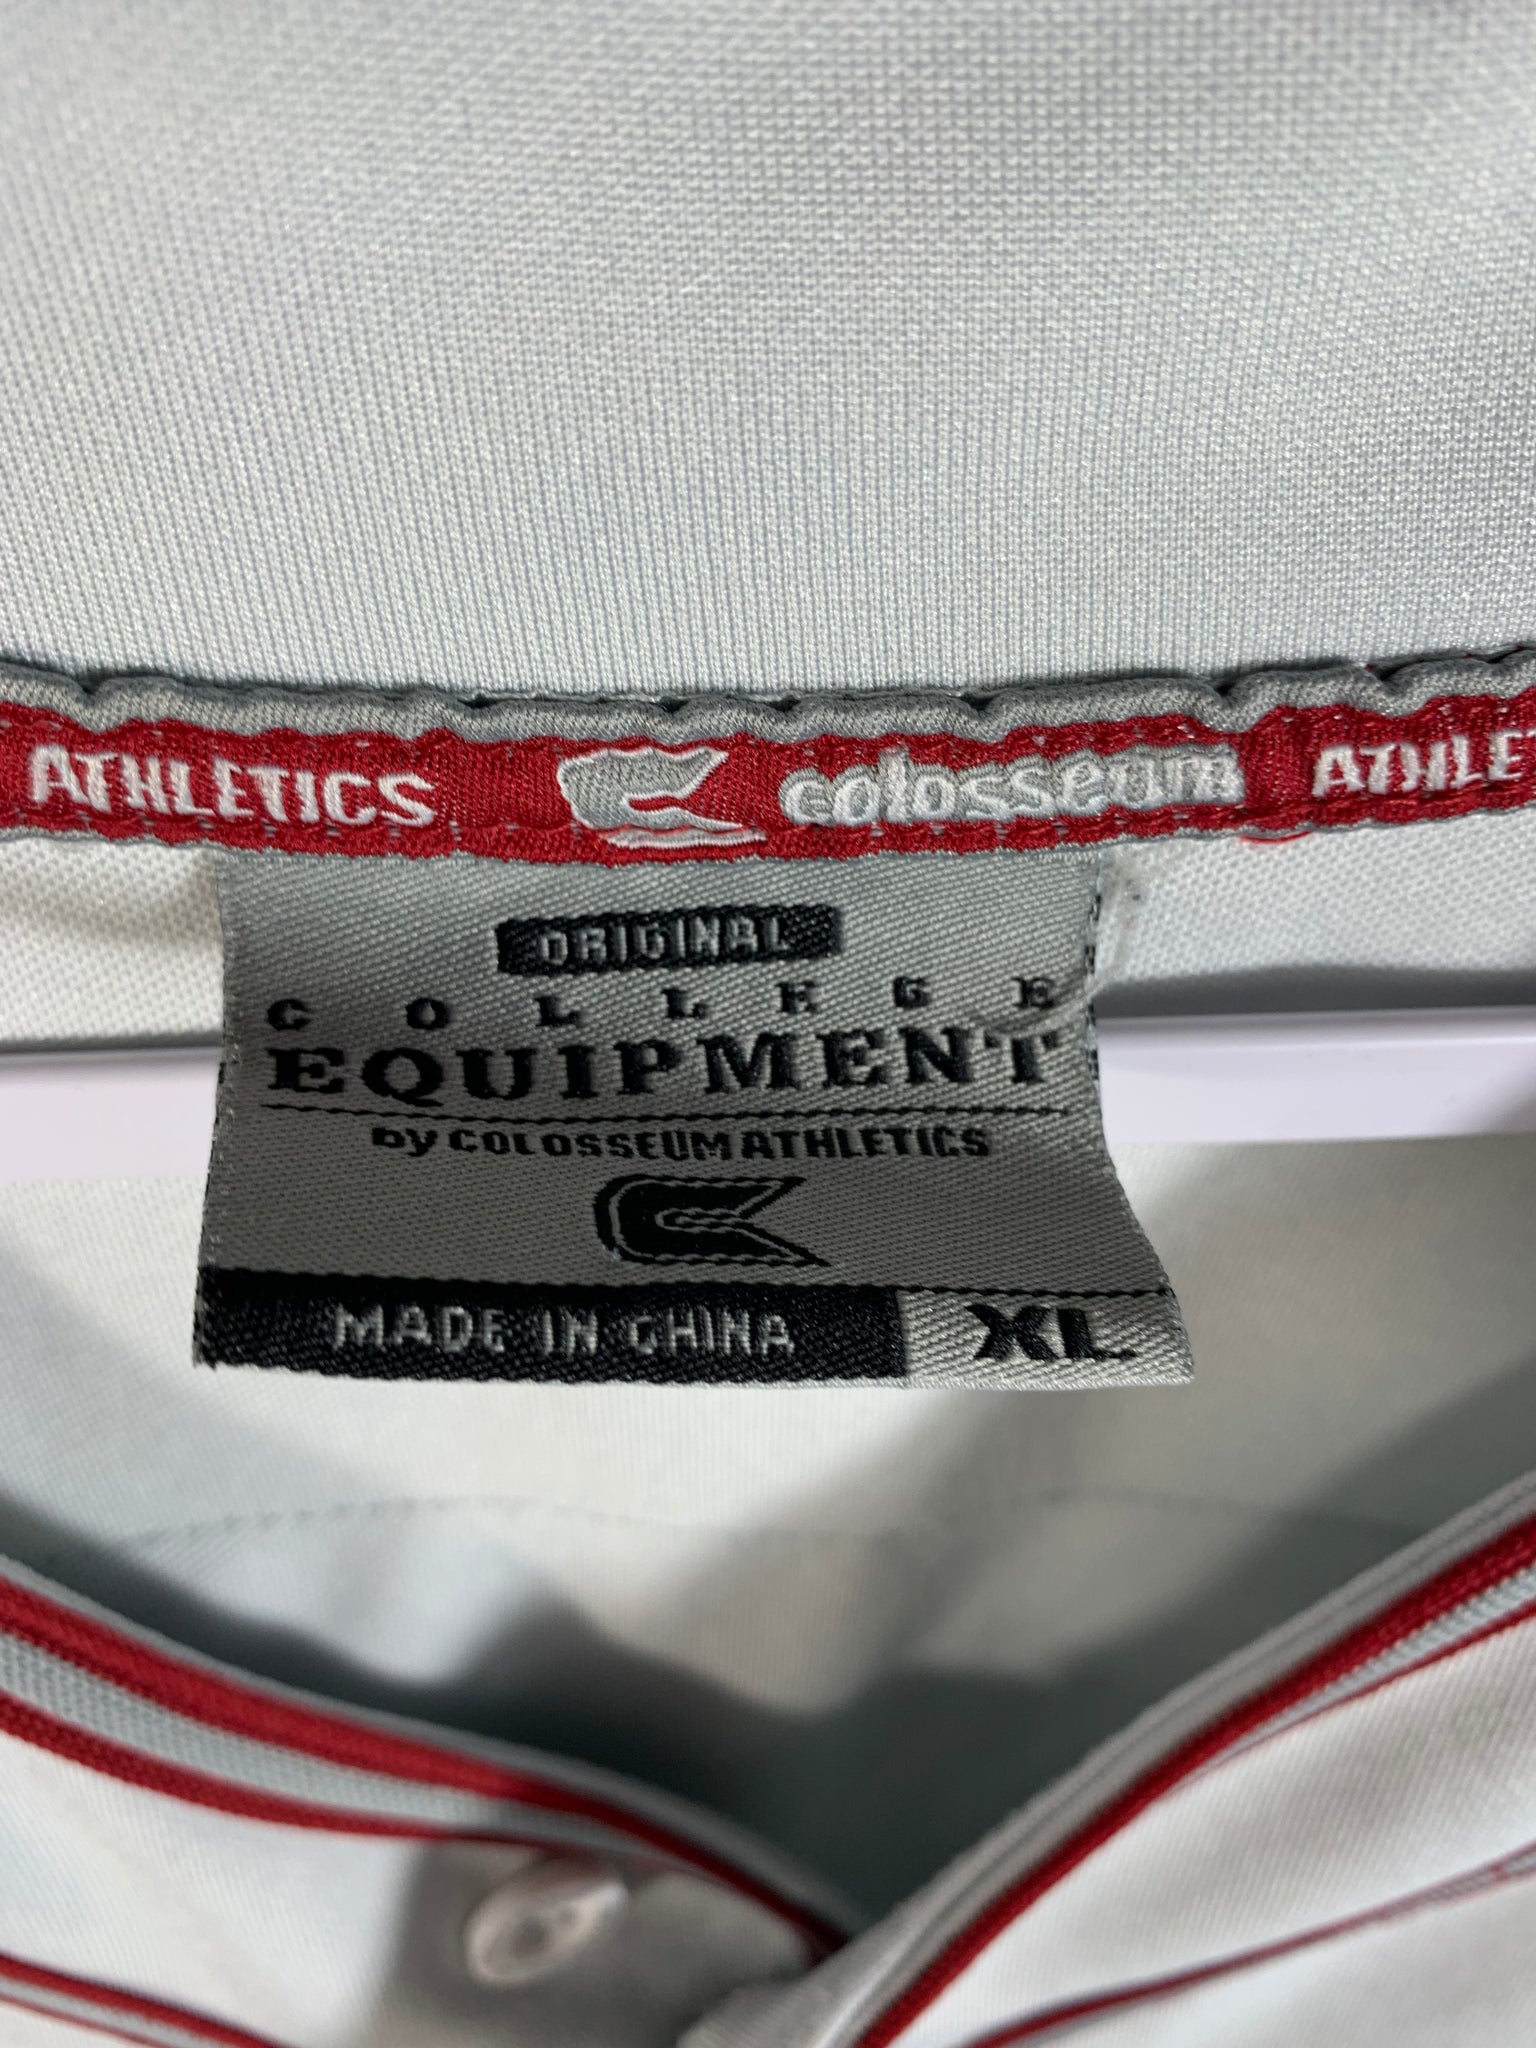 ATHLETICS colosseum ATHLET
ORIGINAL
COLLEGE
EQUIPMENT
by COLOSSEUM ATHLETICS
MADE IN CHINA XL